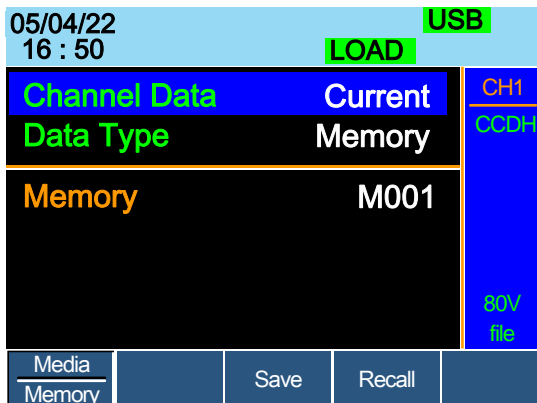 05/04/22 USB
16 : 50 LOAD
Channel Data Current CH1
Data Type Memory CCDH
Memory M001
80V
file
Media
Memory Save Recall